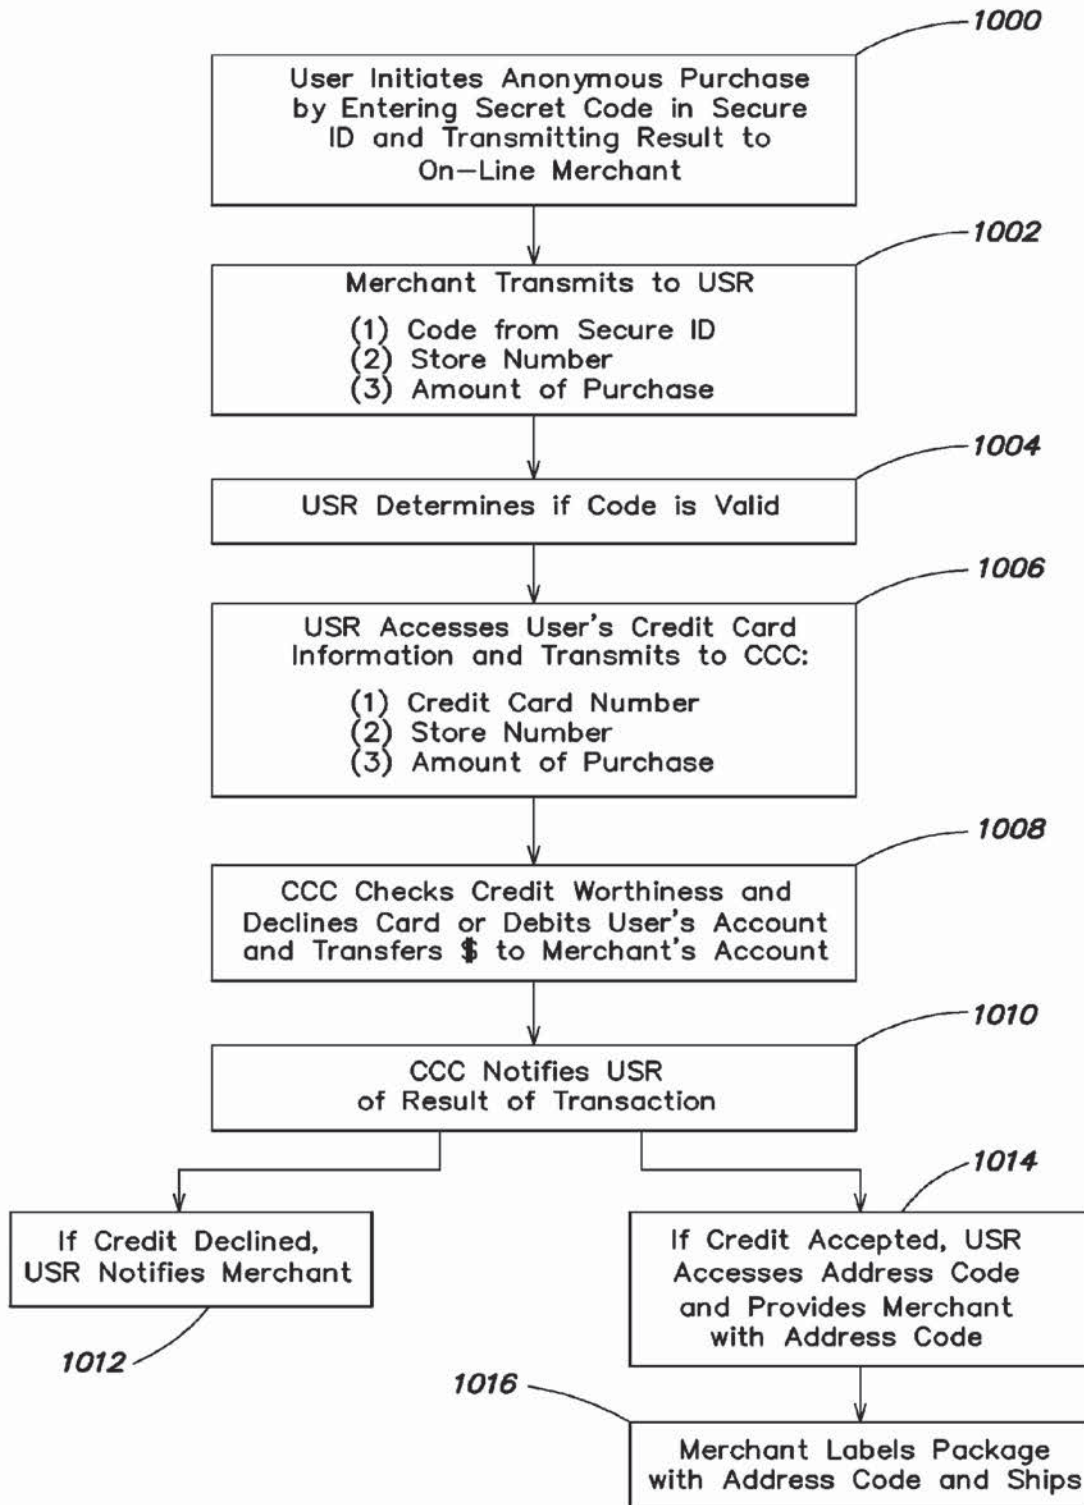 1000
User Initiates Anonymous Purchase
by Entering Secret Code in Secure
ID and Transmitting Result to
On-Line Merchant
1002
Merchant Transmits to USR
(1) Code from Secure ID
(2) Store Number
(3) Amount of Purchase
1004
USR Determines if Code is Valid
1006
USR Accesses User's Credit Card
Information and Transmits to CCC:
(1) Credit Card Number
(2) Store Number
(3) Amount of Purchase
1008
CCC Checks Credit Worthiness and
Declines Card or Debits User's Account
and Transfers $ to Merchant's Account
1010
CCC Notifies USR
of Result of Transaction
If Credit Declined,
USR Notifies Merchant
1012
1014
If Credit Accepted, USR
Accesses Address Code
and Provides Merchant
with Address Code
1016
Merchant Labels Package
with Address Code and Ships